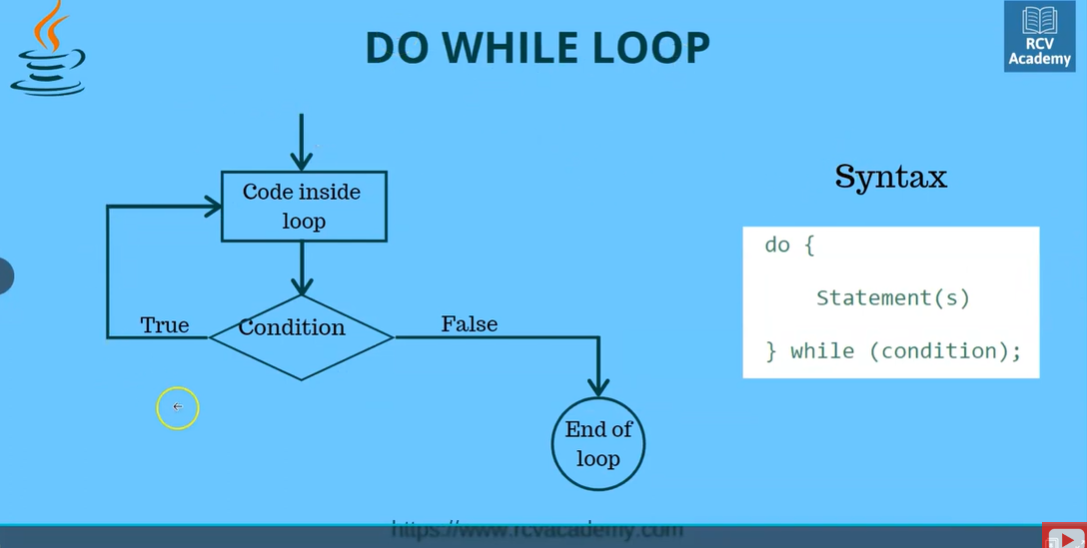 DO WHILE LOOP
RCV
Academy
Code inside
loop
Condition
True
False
End of
loop
Syntax
do {
Statement(s)
} while (condition);
https://www.rcvacademy.com